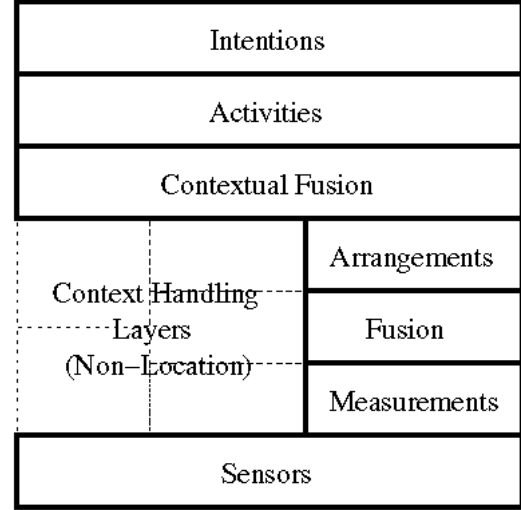 Intentions
Activities
Contextual Fusion
Arrangements
Context Handling
Layers
(Non-Location)
Fusion
Measurements
Sensors